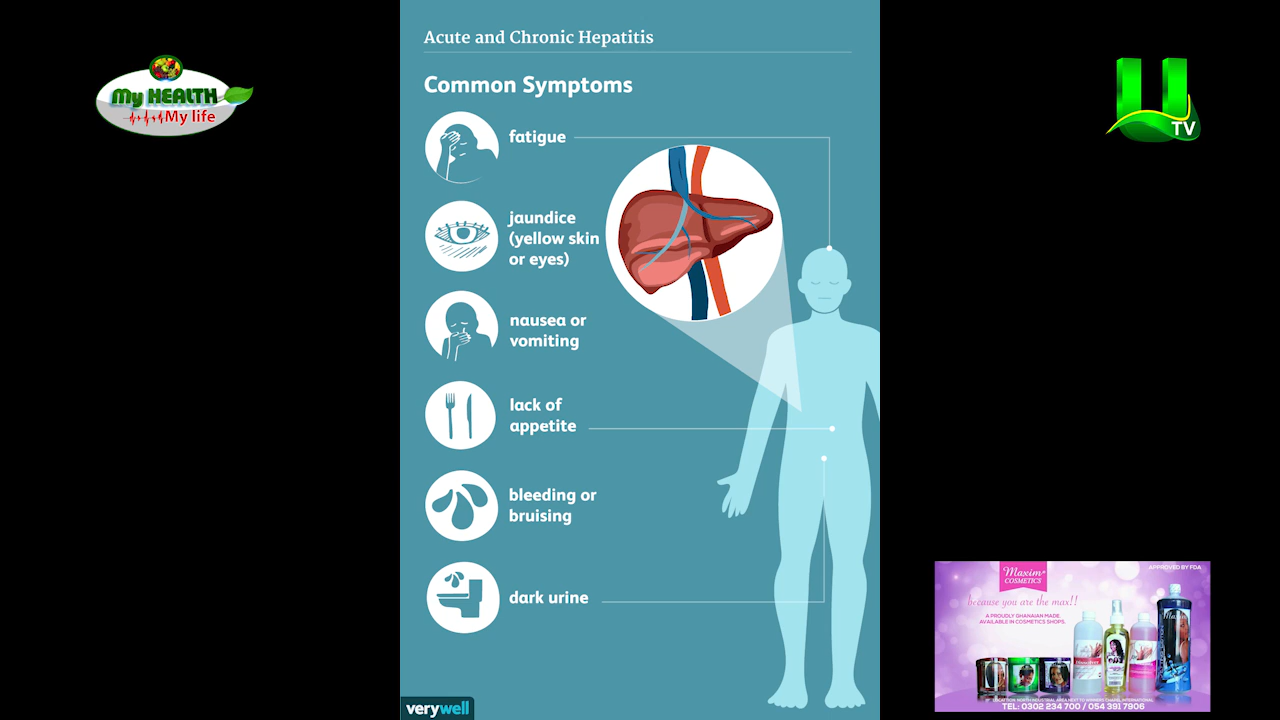 Acute and Chronic Hepatitis
Common Symptoms
fatigue
jaundice
(yellow skin
or eyes)
nausea or
vomiting
lack of
appetite
bleeding or
bruising
dark urine
verywell
My HEALTH
My life
U
TV
Maxim
COSMETICS
APPROVED BY FDA
because you are the max!!
A PROUDLY GHANAIAN MADE
AVAILABLE IN COSMETICS SHOPS.
TEL: 0302 234 700 / 054 391 7906